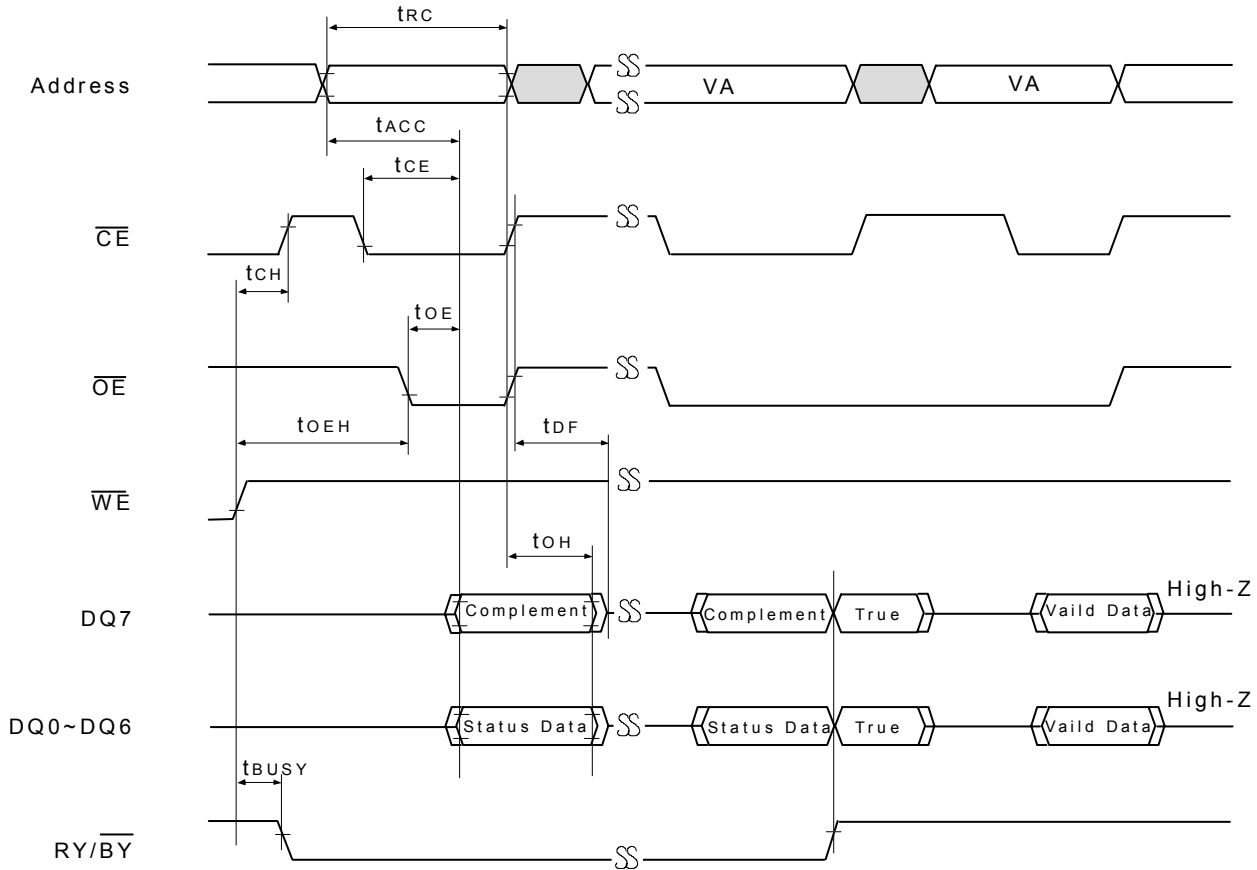 tRC
Address
VA
VA
tACC
tCE
CE
tCH
tOE
OE
tOEH
tDF
WE
tOH
DQ7
Complement
Complement
True
Vaild Data
High-Z
DQ0~DQ6
Status Data
Status Data
True
Vaild Data
High-Z
tBUSY
RY/BY